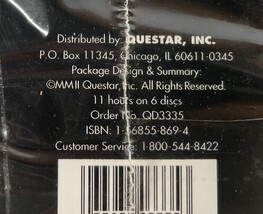 Distributed by: QUESTAR, INC.
P.O. Box 11345, Chicago, IL 60611-0345
Package Design & Summary:
©MMII Questar, Inc. All Rights Reserved.
11 hours on 6 discs
Order No. QD3335
ISBN: 1-56855-869-4
Customer Service: 1-800-544-8422